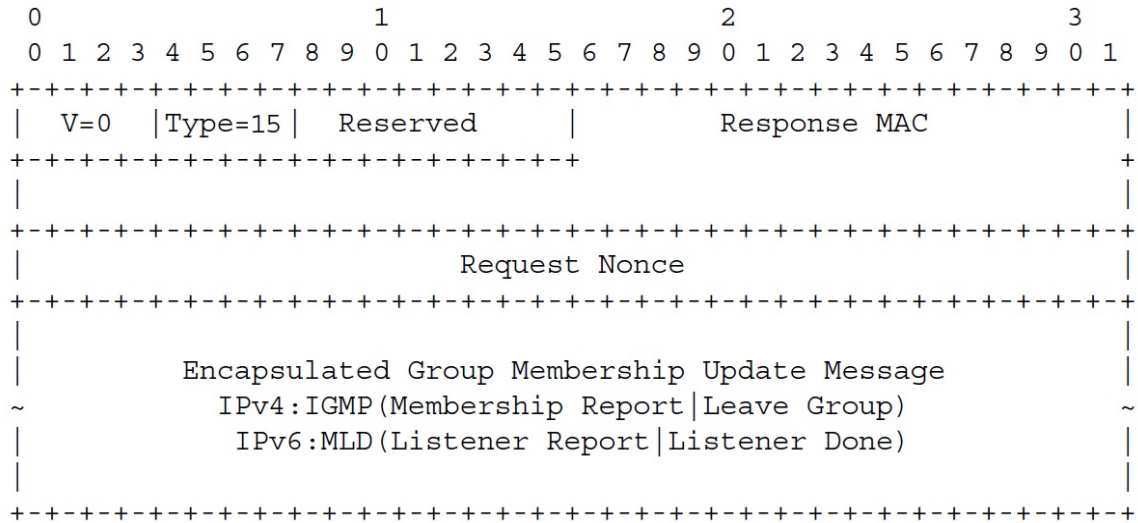 0                   1                   2                   3
 0 1 2 3 4 5 6 7 8 9 0 1 2 3 4 5 6 7 8 9 0 1 2 3 4 5 6 7 8 9 0 1
+-+-+-+-+-+-+-+-+-+-+-+-+-+-+-+-+-+-+-+-+-+-+-+-+-+-+-+-+-+-+-+-+
|  V=0  |Type=15|  Reserved     |        Response MAC           |
+-+-+-+-+-+-+-+-+-+-+-+-+-+-+-+-+                               +
|                                                               |
+-+-+-+-+-+-+-+-+-+-+-+-+-+-+-+-+-+-+-+-+-+-+-+-+-+-+-+-+-+-+-+-+
|                         Request Nonce                         |
+-+-+-+-+-+-+-+-+-+-+-+-+-+-+-+-+-+-+-+-+-+-+-+-+-+-+-+-+-+-+-+-+
|                                                               |
|         Encapsulated Group Membership Update Message          |
~           IPv4:IGMP(Membership Report|Leave Group)            ~
|            IPv6:MLD(Listener Report|Listener Done)            |
|                                                               |
+-+-+-+-+-+-+-+-+-+-+-+-+-+-+-+-+-+-+-+-+-+-+-+-+-+-+-+-+-+-+-+-+